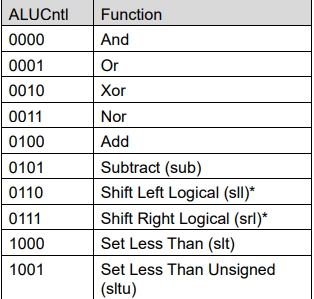 ALUCntl Function
0000 And
0001 Or
0010 Xor
0011 Nor
0100 Add
0101 Subtract (sub)
0110 Shift Left Logical (sll)*
0111 Shift Right Logical (srl)*
1000 Set Less Than (slt)
1001 Set Less Than Unsigned
(sltu)